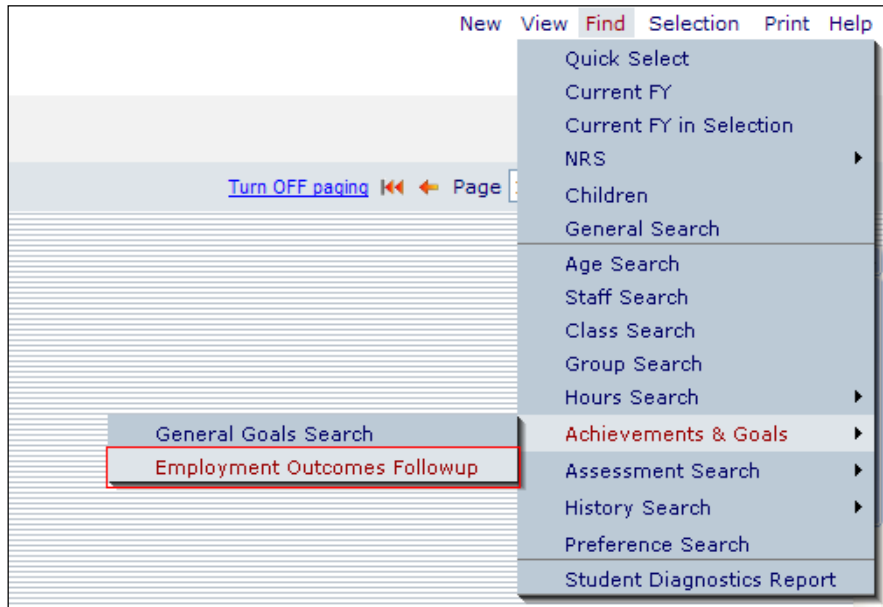 New View Find Selection Print Help
Quick Select
Current FY
Current FY in Selection
NRS
Turn OFF paging Page
Children
General Search
Age Search
Staff Search
Class Search
Group Search
Hours Search
General Goals Search Achievements & Goals
Employment Outcomes Followup Assessment Search
History Search
Preference Search
Student Diagnostics Report